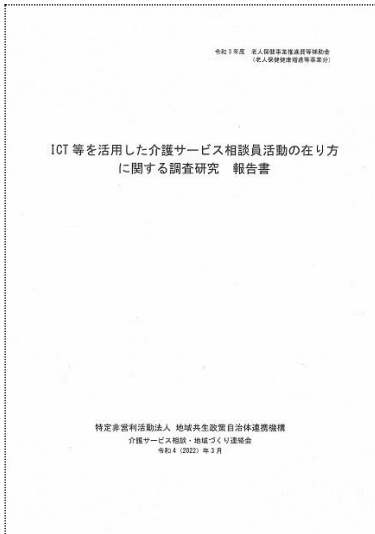 令和3年度 老人保健事業推進費等補助金
(老人保健健康増進等事業分)
ICT 等を活用した介護サービス相談員活動の在り方
に関する調査研究 報告書
特定非営利活動法人 地域共生政策自治体連携機構
介護サービス相談・地域づくり連絡会
令和4（2022）年3月